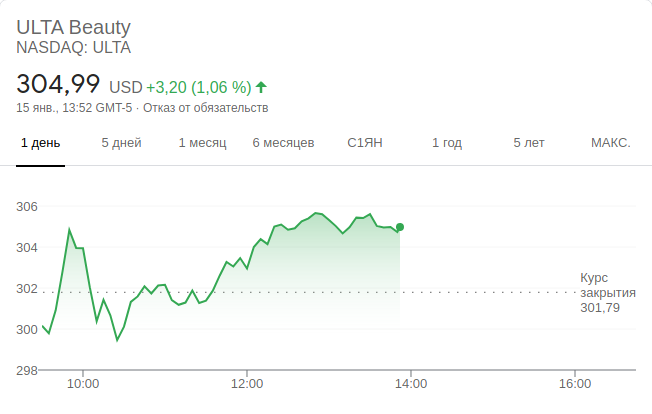 ULTA Beauty
NASDAQ: ULTA
304,99 USD +3,20 (1,06 %)
15 янв., 13:52 GMT-5 · Отказ от обязательств
1 день 5 дней 1 месяц 6 месяцев С1ЯН 1 год 5 лет МАКС.
306
304
302
300
298
Курс
закрытия
301,79
10:00 12:00 14:00 16:00